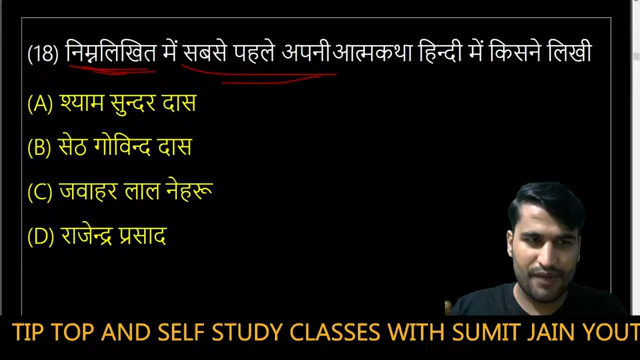 (18) निम्नलिखित में सबसे पहले अपनी आत्मकथा हिन्दी में किसने लिखी
(A) श्याम सुन्दर दास
(B) सेठ गोविन्द दास
(C) जवाहर लाल नेहरू
(D) राजेन्द्र प्रसाद
TIP TOP AND SELF STUDY CLASSES WITH SUMIT JAIN YOUT